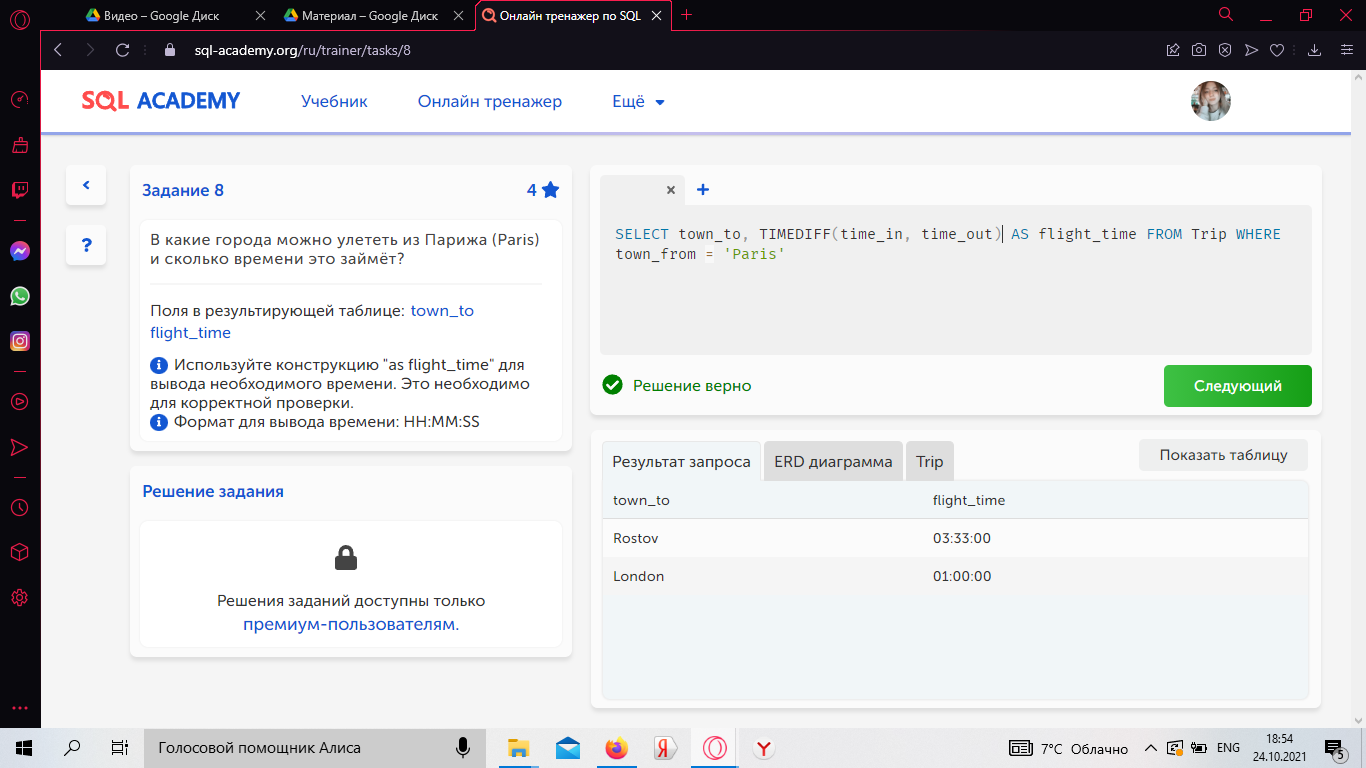 Видео – Google Диск
Материал – Google Диск
Онлайн тренажер по SQL
sql-academy.org/ru/trainer/tasks/8
SQL ACADEMY
Учебник
Онлайн тренажер
Ещё
Задание 8
4
В какие города можно улететь из Парижа (Paris)
и сколько времени это займёт?
Поля в результирующей таблице: town_to
flight_time
Используйте конструкцию "as flight_time" для
вывода необходимого времени. Это необходимо
для корректной проверки.
Формат для вывода времени: HH:MM:SS
Решение задания
Решения заданий доступны только
премиум-пользователям.
SELECT town_to, TIMEDIFF(time_in, time_out) AS flight_time FROM Trip WHERE
town_from = 'Paris'
Решение верно
Следующий
Результат запроса
ERD диаграмма
Trip
Показать таблицу
town_to flight_time
Rostov 03:33:00
London 01:00:00
Голосовой помощник Алиса
7°C Облачно
ENG
18:54
24.10.2021
5